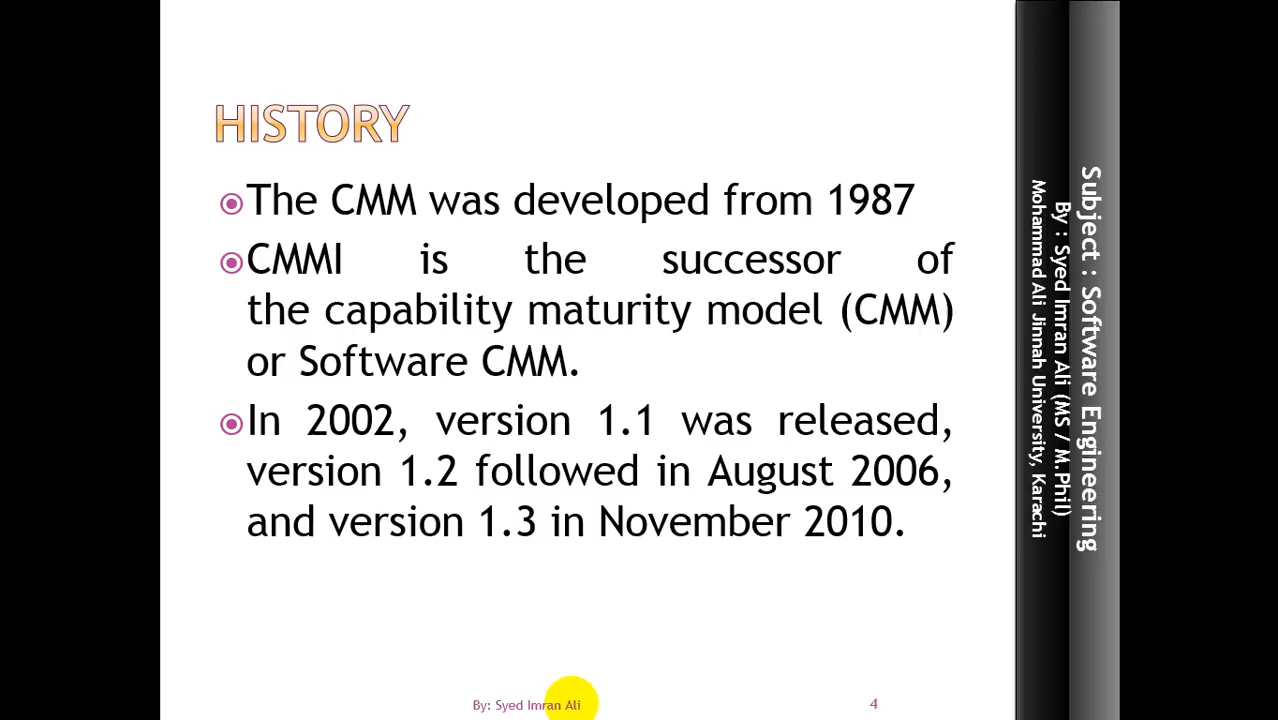 HISTORY
The CMM was developed from 1987
CMMI is the successor of
the capability maturity model (CMM)
or Software CMM.
In 2002, version 1.1 was released,
version 1.2 followed in August 2006,
and version 1.3 in November 2010.
Subject : Software Engineering
By : Syed Imran Ali (MS / M.Phil)
Mohammad Ali Jinnah University, Karachi
By: Syed Imran Ali
4